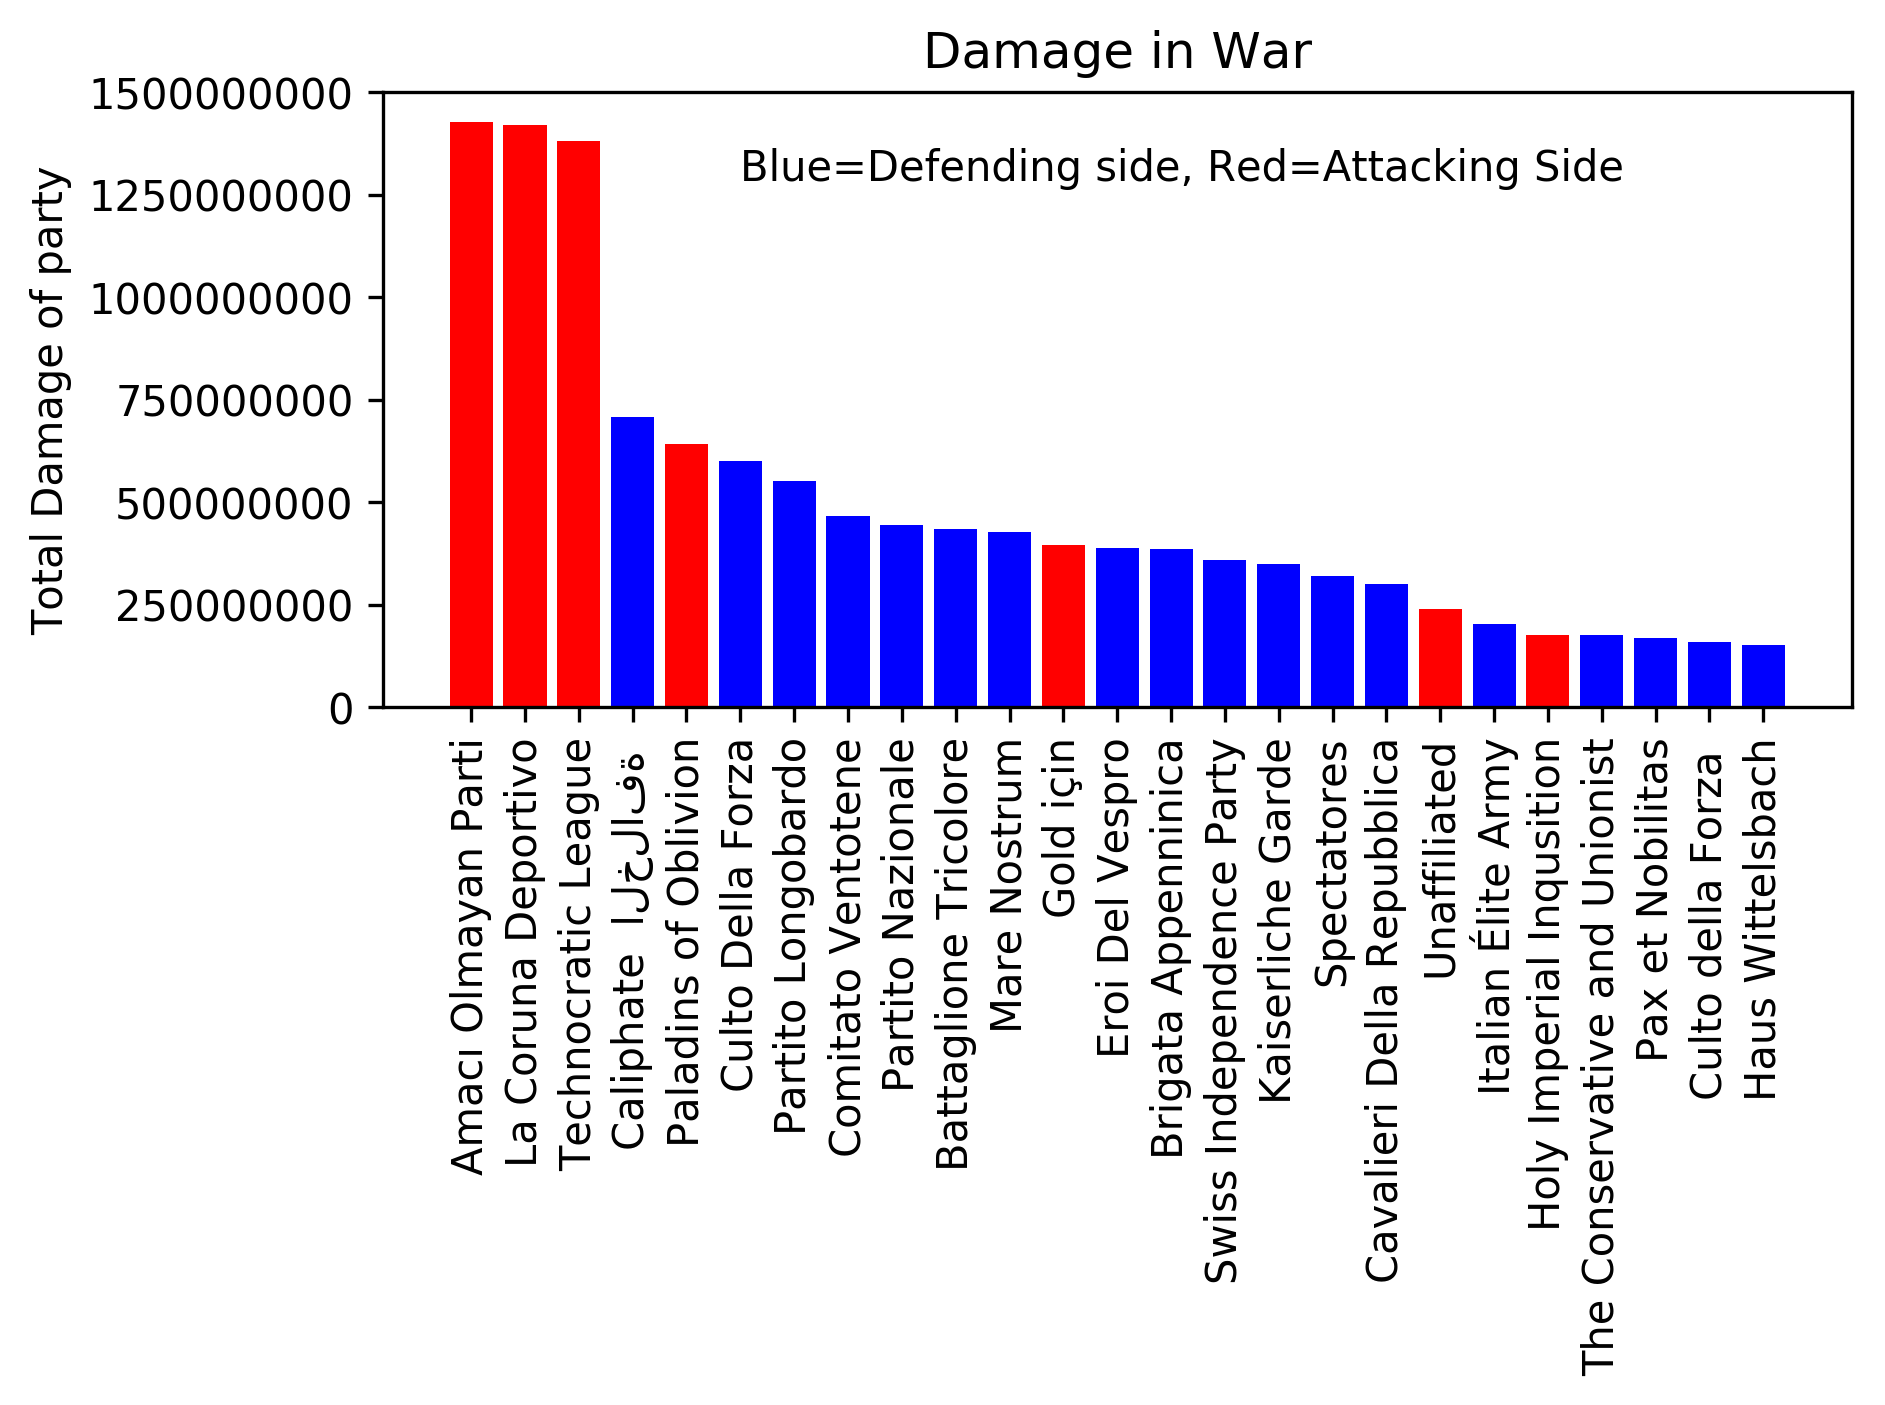 Damage in War
Blue=Defending side, Red=Attacking Side
Total Damage of party
1500000000
1250000000
1000000000
750000000
500000000
250000000
0
Amacı Olmayan Parti
La Coruna Deportivo
Technocratic League
Caliphate الخلافة
Paladins of Oblivion
Culto Della Forza
Partito Longobardo
Comitato Ventotene
Partito Nazionale
Battaglione Tricolore
Mare Nostrum
Gold için
Eroi Del Vespro
Brigata Appenninica
Swiss Independence Party
Kaiserliche Garde
Spectatores
Cavalieri Della Repubblica
Unaffiliated
Italian Élite Army
Holy Imperial Inqusition
The Conservative and Unionist
Pax et Nobilitas
Culto della Forza
Haus Wittelsbach